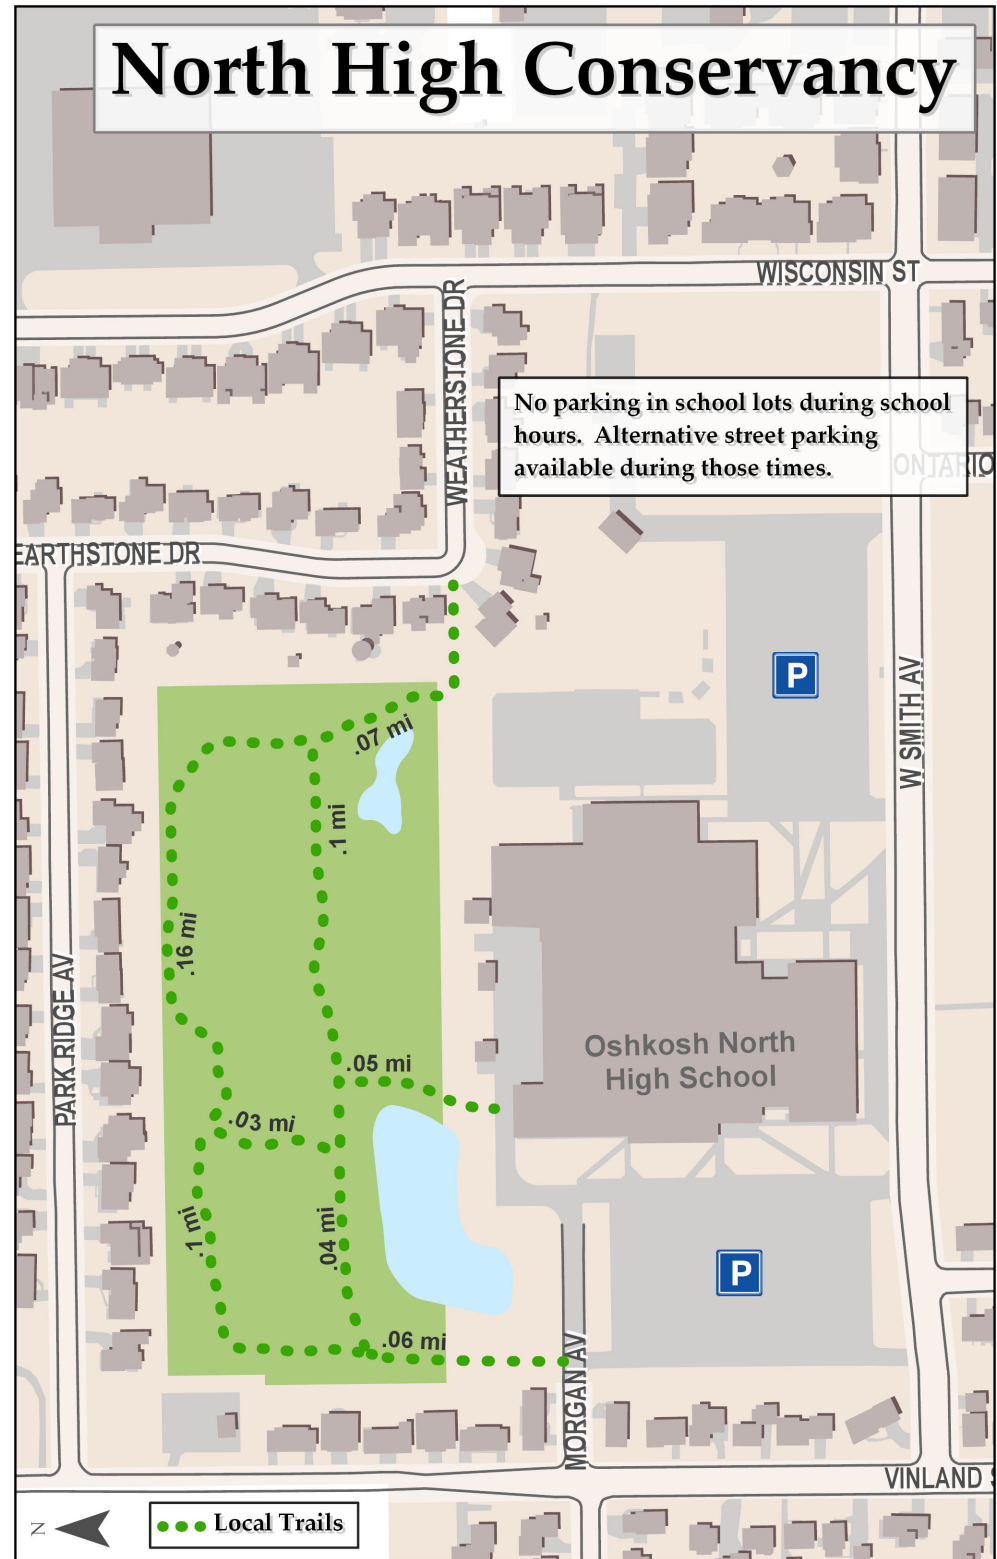 North High Conservancy
WISCONSIN ST
WEATHERSTONE DR
No parking in school lots during school
hours. Alternative street parking
available during those times.
ONTARIO
EARTHSTONE DR
P
W SMITH AV
.07 mi
.1 mi
.16 mi
PARK RIDGE AV
Oshkosh North
High School
.05 mi
.03 mi
.1 mi
.04 mi
P
.06 mi
MORGAN AV
VINLAND S
N
Local Trails